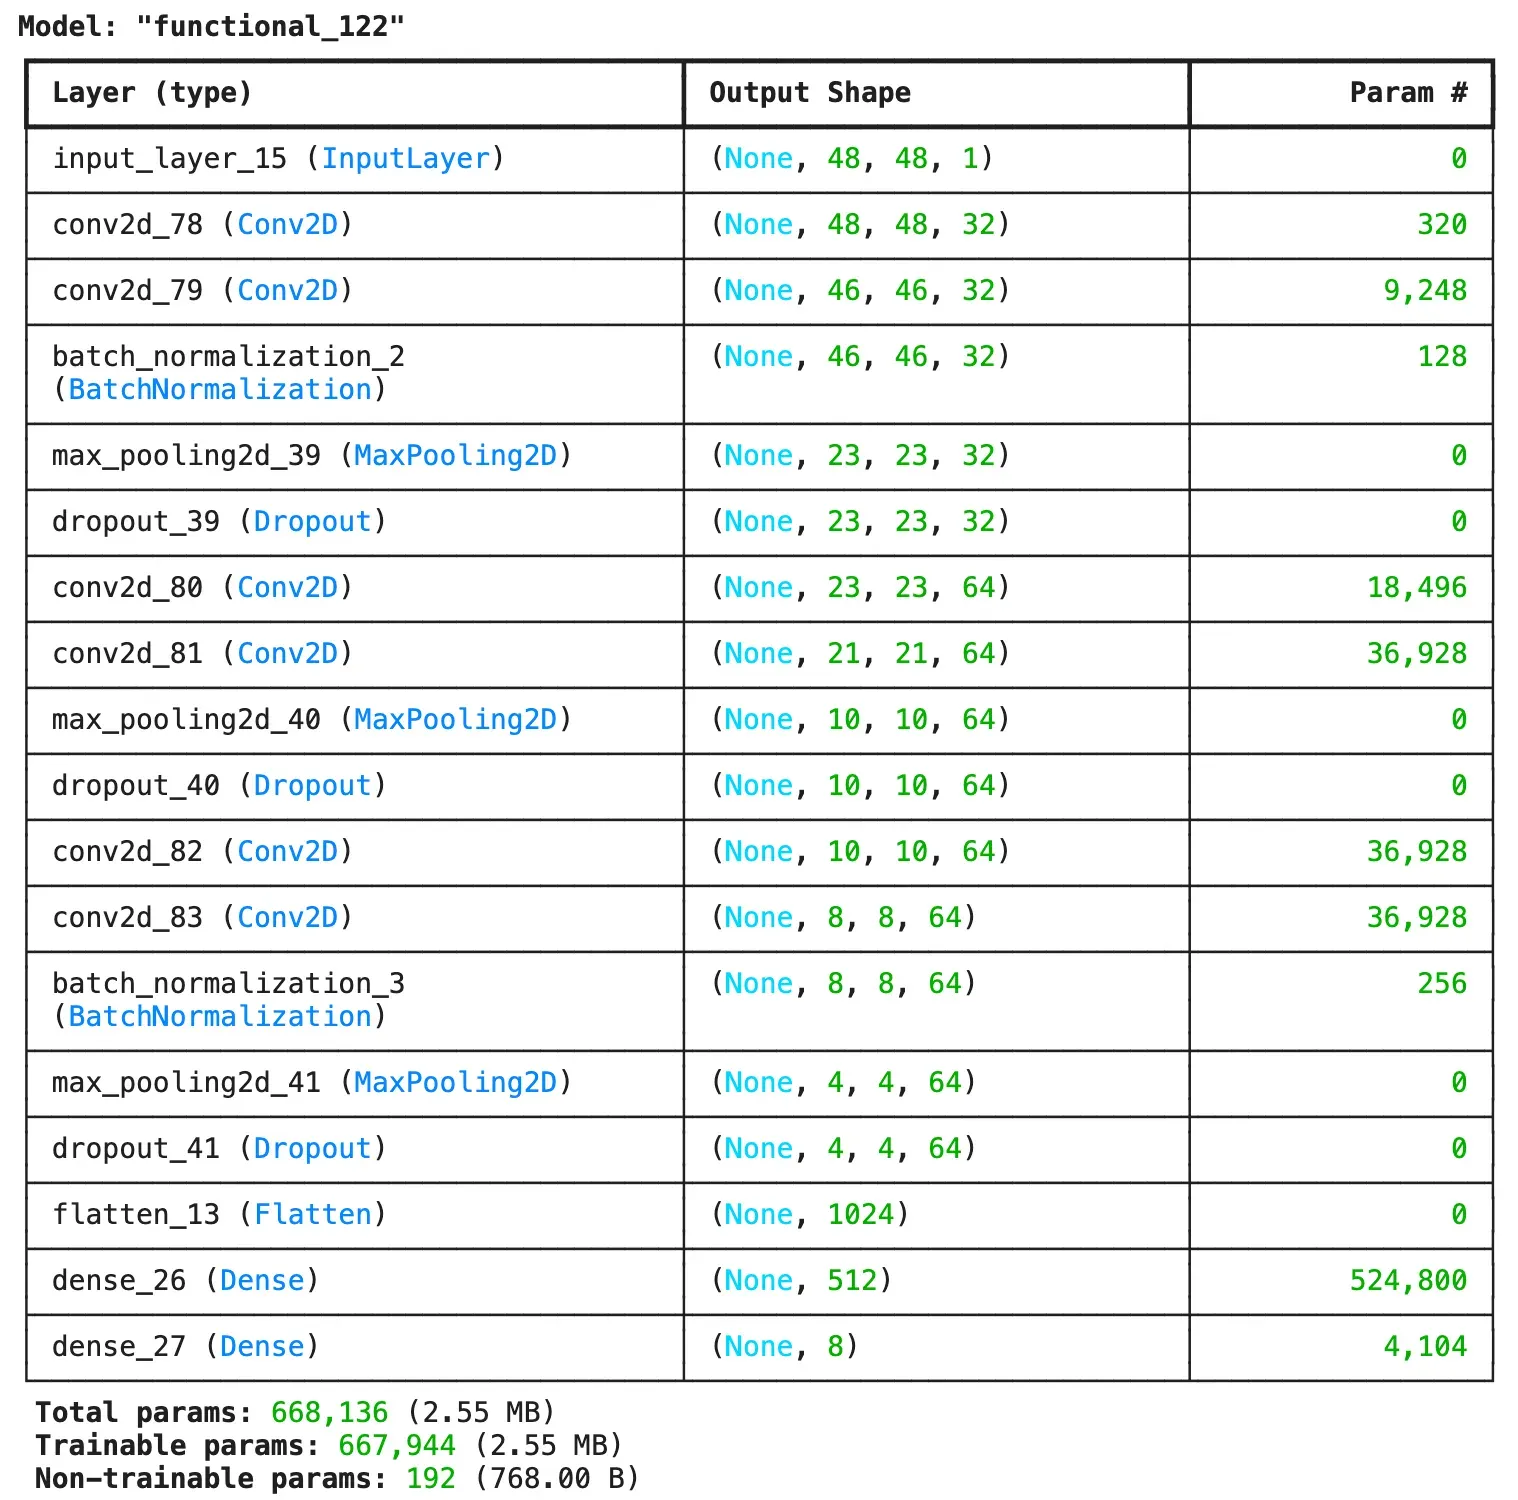 Model: "functional_122"
Layer (type) Output Shape Param #
input_layer_15 (InputLayer) (None, 48, 48, 1) 0
conv2d_78 (Conv2D) (None, 48, 48, 32) 320
conv2d_79 (Conv2D) (None, 46, 46, 32) 9,248
batch_normalization_2 (None, 46, 46, 32) 128
(BatchNormalization)
max_pooling2d_39 (MaxPooling2D) (None, 23, 23, 32) 0
dropout_39 (Dropout) (None, 23, 23, 32) 0
conv2d_80 (Conv2D) (None, 23, 23, 64) 18,496
conv2d_81 (Conv2D) (None, 21, 21, 64) 36,928
max_pooling2d_40 (MaxPooling2D) (None, 10, 10, 64) 0
dropout_40 (Dropout) (None, 10, 10, 64) 0
conv2d_82 (Conv2D) (None, 10, 10, 64) 36,928
conv2d_83 (Conv2D) (None, 8, 8, 64) 36,928
batch_normalization_3 (None, 8, 8, 64) 256
(BatchNormalization)
max_pooling2d_41 (MaxPooling2D) (None, 4, 4, 64) 0
dropout_41 (Dropout) (None, 4, 4, 64) 0
flatten_13 (Flatten) (None, 1024) 0
dense_26 (Dense) (None, 512) 524,800
dense_27 (Dense) (None, 8) 4,104
Total params: 668,136 (2.55 MB)
Trainable params: 667,944 (2.55 MB)
Non-trainable params: 192 (768.00 B)